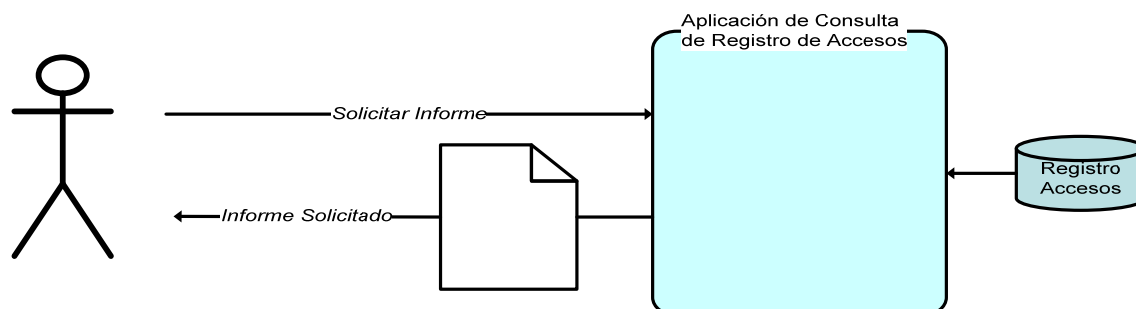 Aplicación de Consulta
de Registro de Accesos
Solicitar Informe
Registro
Accesos
Informe Solicitado